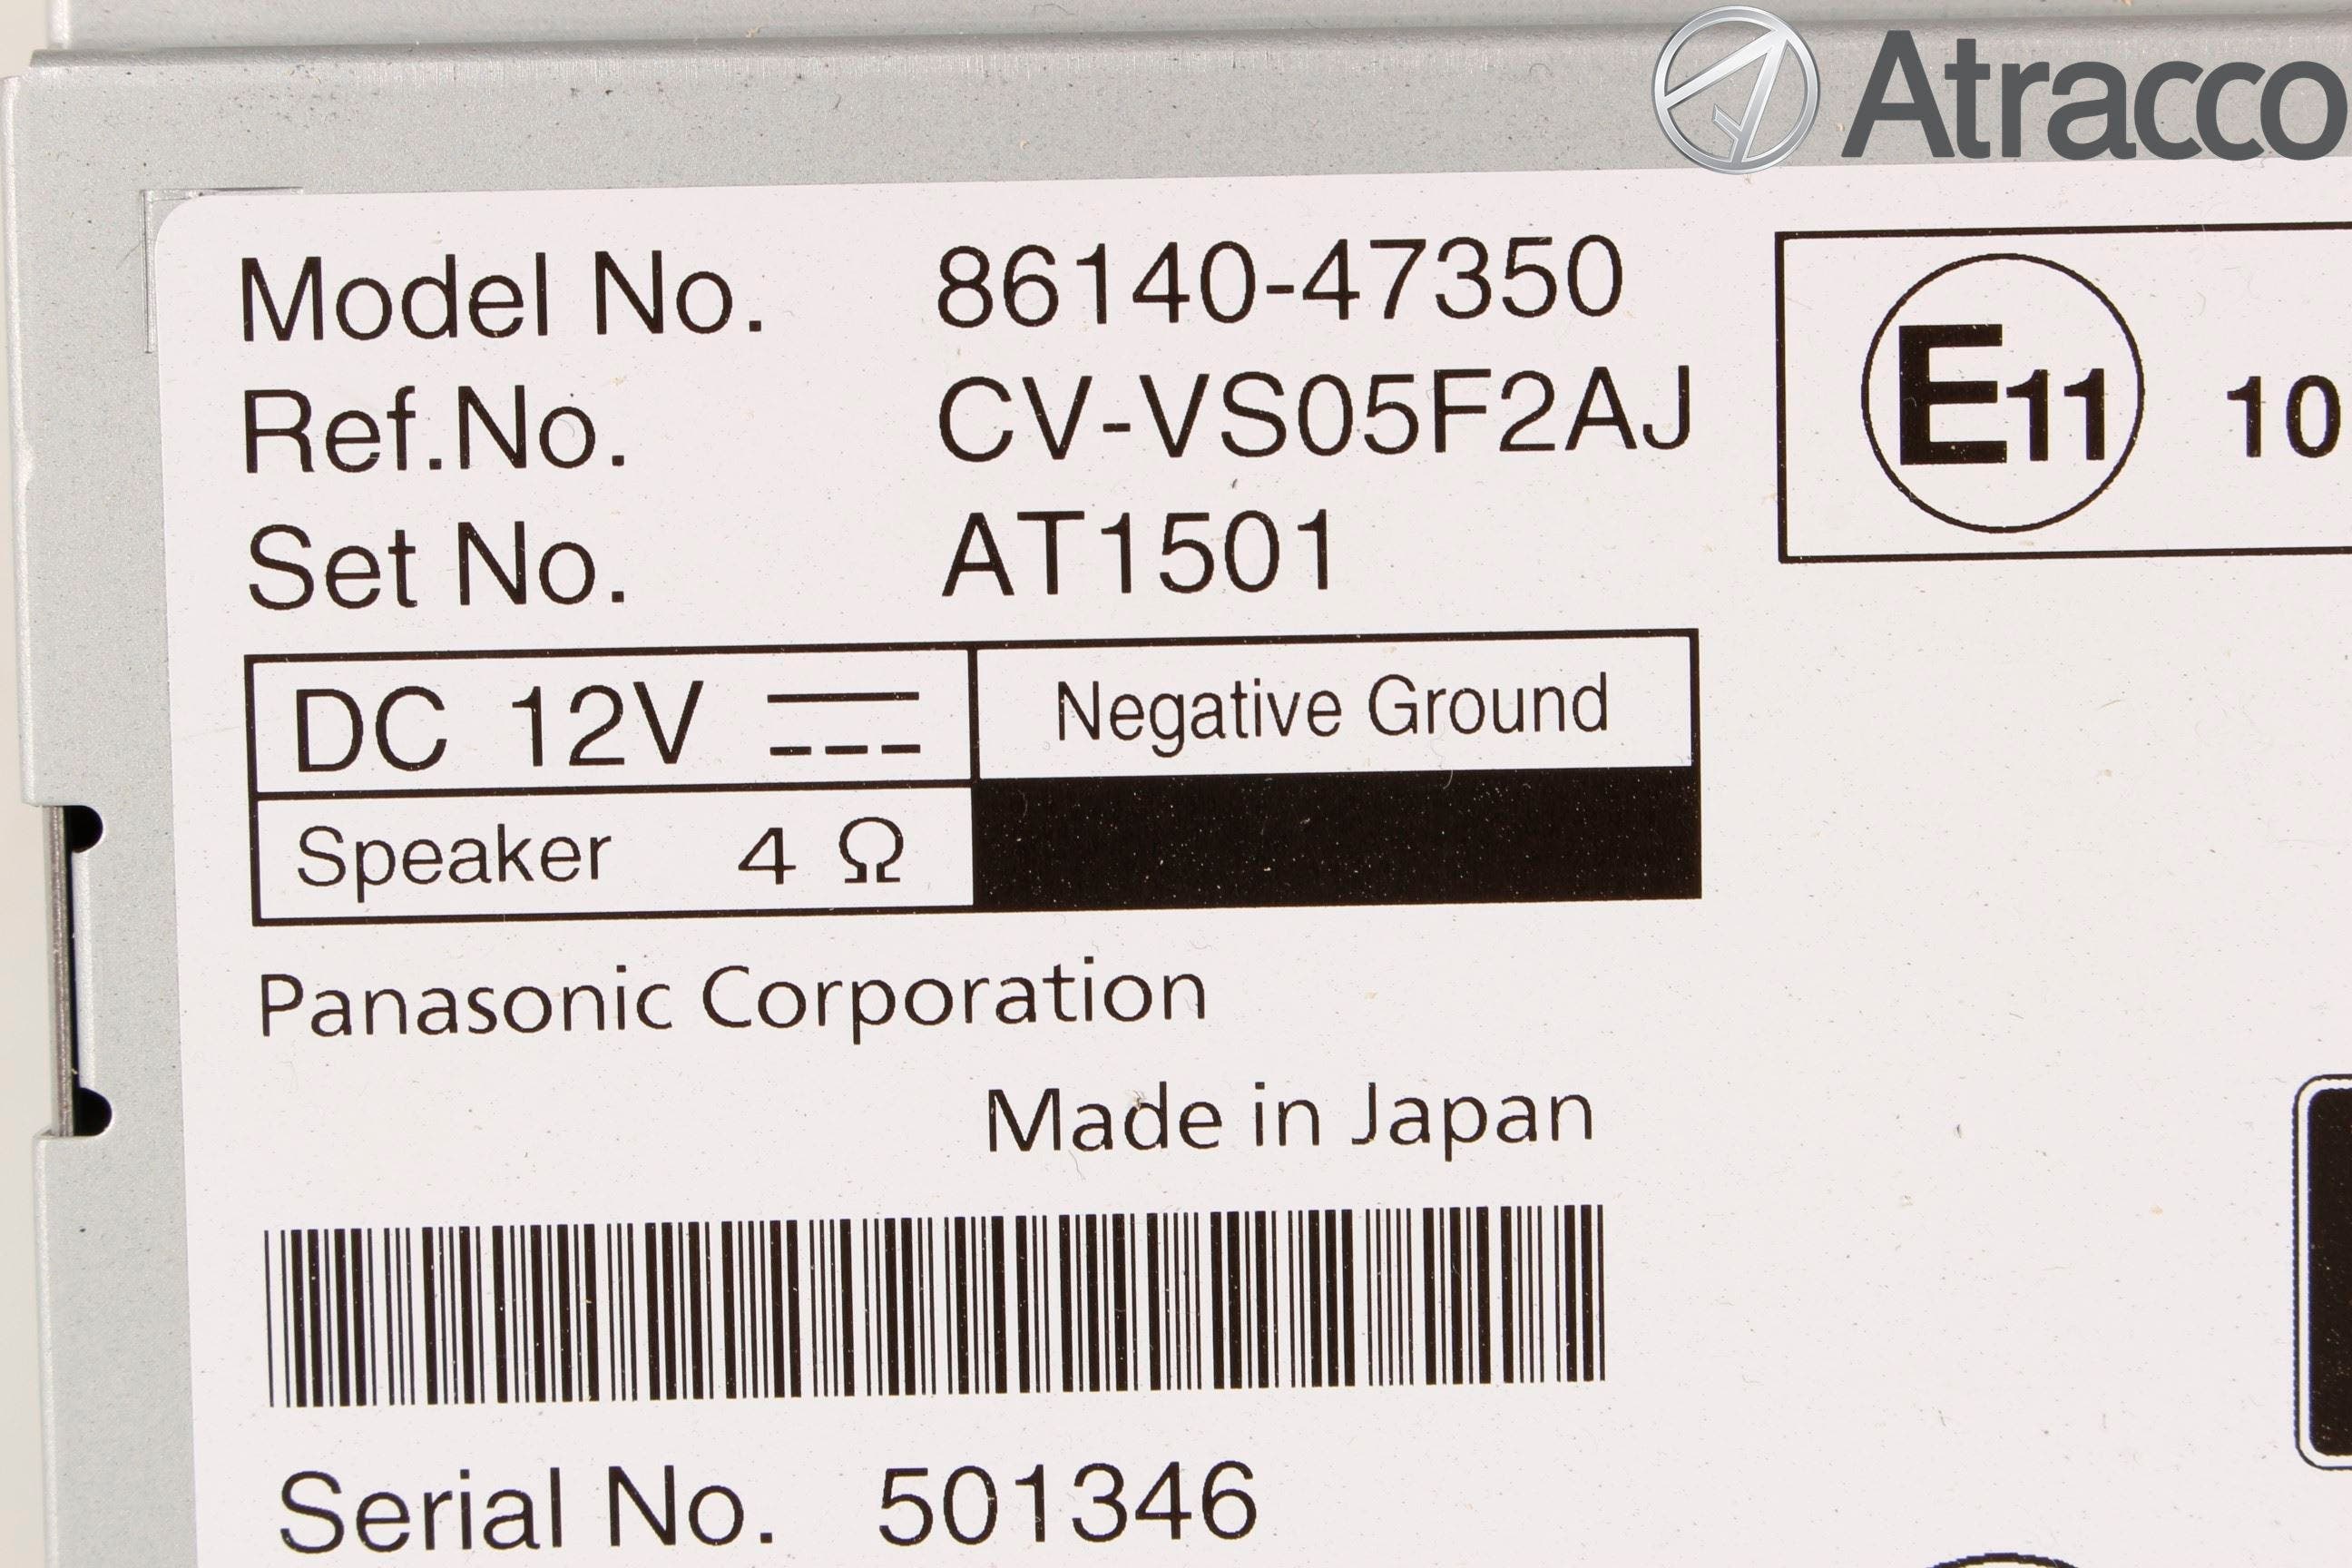 Atracco
Model No. 86140-47350
Ref.No. CV-VS05F2AJ
Set No. AT1501
E11 10
DC 12V Negative Ground
Speaker 4 Ω
Panasonic Corporation
Made in Japan
Serial No. 501346